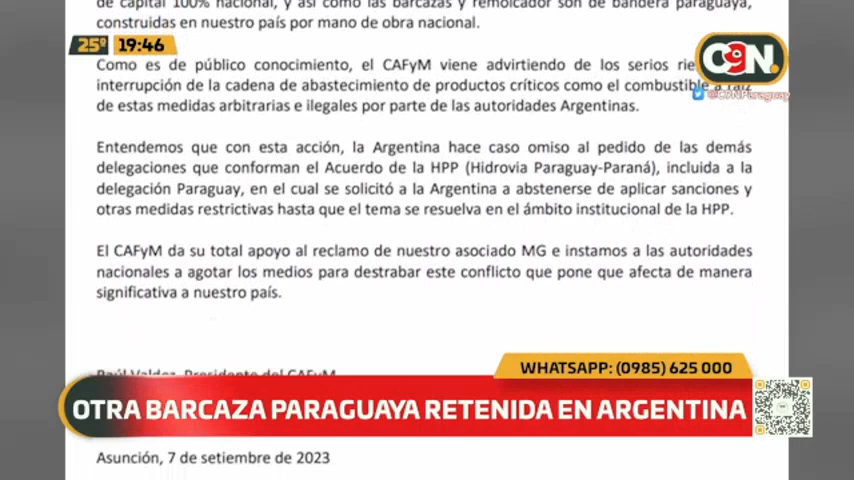 de capital 100% nacional, y así como las barcazas y remolcador son de bandera paraguaya,
construidas en nuestro país por mano de obra nacional.
25º 19:46
C9N.
Como es de público conocimiento, el CAFyM viene advirtiendo de los serios
interrupción de la cadena de abastecimiento de productos críticos como el combustible a raíz
@C9NParaguay
de estas medidas arbitrarias e ilegales por parte de las autoridades Argentinas.
Entendemos que con esta acción, la Argentina hace caso omiso al pedido de las demás
delegaciones que conforman el Acuerdo de la HPP (Hidrovia Paraguay-Paraná), incluida a la
delegación Paraguay, en el cual se solicitó a la Argentina a abstenerse de aplicar sanciones y
otras medidas restrictivas hasta que el tema se resuelva en el ámbito institucional de la HPP.
El CAFyM da su total apoyo al reclamo de nuestro asociado MG e instamos a las autoridades
nacionales a agotar los medios para destrabar este conflicto que pone que afecta de manera
significativa a nuestro país.
Raúl Valdez, Presidente del CAFyM
WHATSAPP: (0985) 625 000
OTRA BARCAZA PARAGUAYA RETENIDA EN ARGENTINA
Asunción, 7 de setiembre de 2023